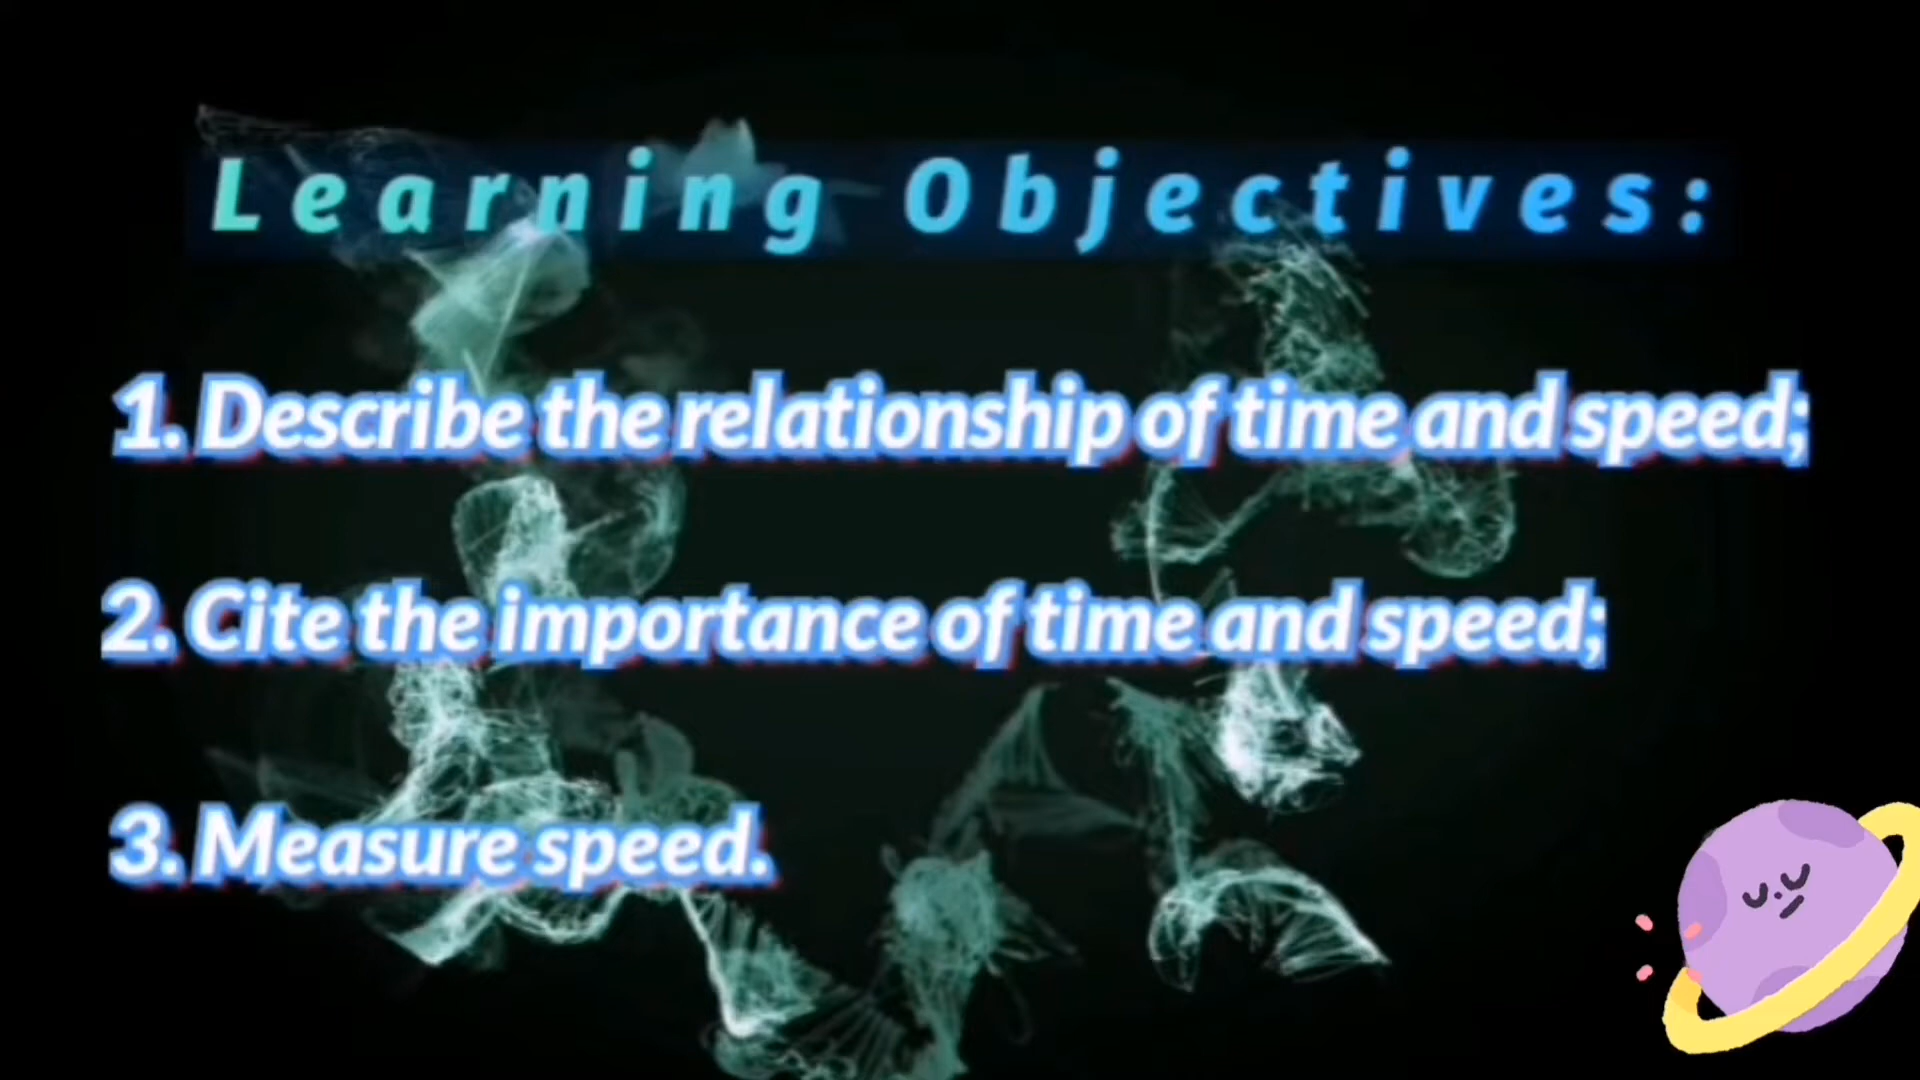 Learning Objectives:
1. Describe the relationship of time and speed;
2. Cite the importance of time and speed;
3. Measure speed.